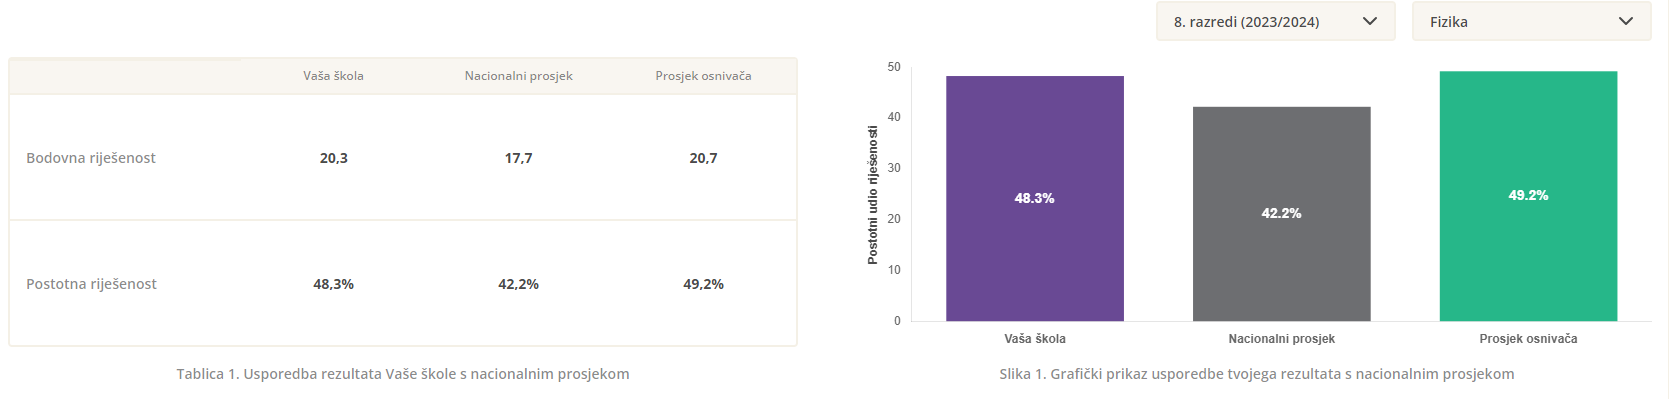 8. razredi (2023/2024) Fizika
Vaša škola Nacionalni prosjek Prosjek osnivača
Bodovna riješenost 20,3 17,7 20,7
Postotna riješenost 48,3% 42,2% 49,2%
Tablica 1. Usporedba rezultata Vaše škole s nacionalnim prosjekom
Postotni udio riješenosti
50
40
30
20
10
0
48.3% 42.2% 49.2%
Vaša škola Nacionalni prosjek Prosjek osnivača
Slika 1. Grafički prikaz usporedbe tvojega rezultata s nacionalnim prosjekom